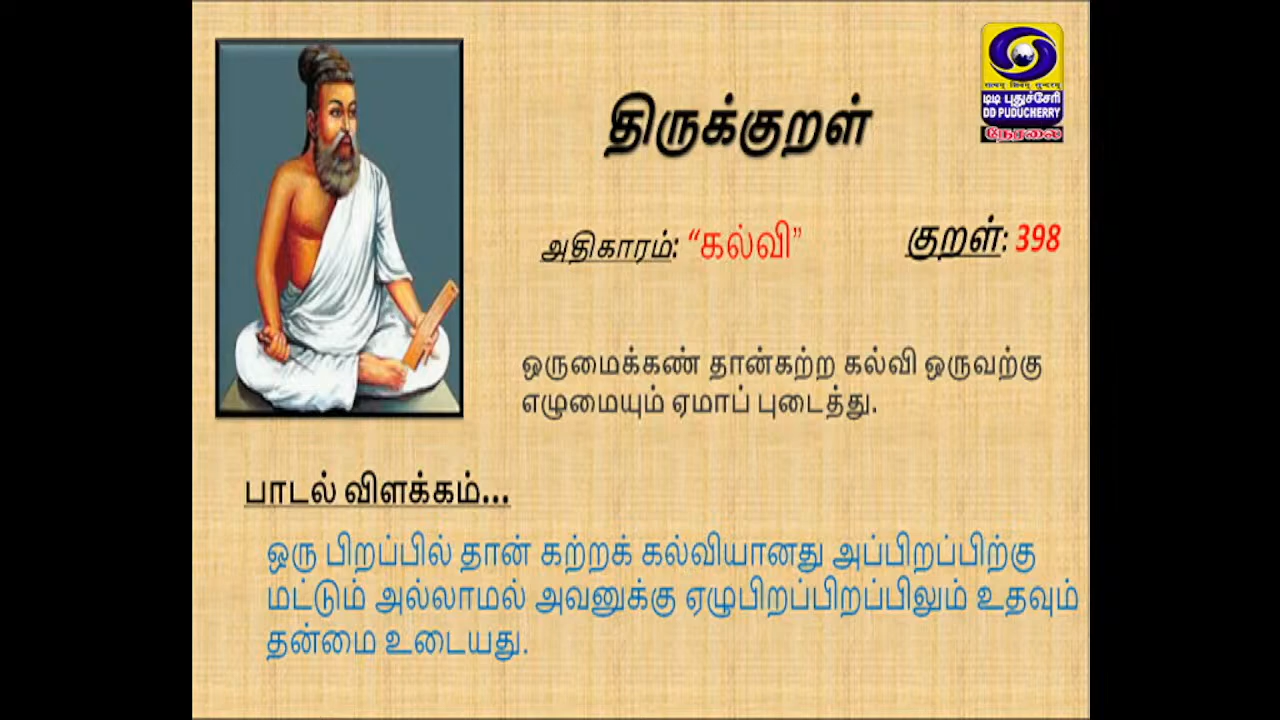 திருக்குறள்
டிடி புதுச்சேரி
DD PUDUCHERRY
நேரலை
அதிகாரம்: “கல்வி”
குறள்: 398
ஒருமைக்கண் தான்கற்ற கல்வி ஒருவற்கு
எழுமையும் ஏமாப் புடைத்து.
பாடல் விளக்கம்...
ஒரு பிறப்பில் தான் கற்றக் கல்வியானது அப்பிறப்பிற்கு
மட்டும் அல்லாமல் அவனுக்கு ஏழுபிறப்பிறப்பிலும் உதவும்
தன்மை உடையது.